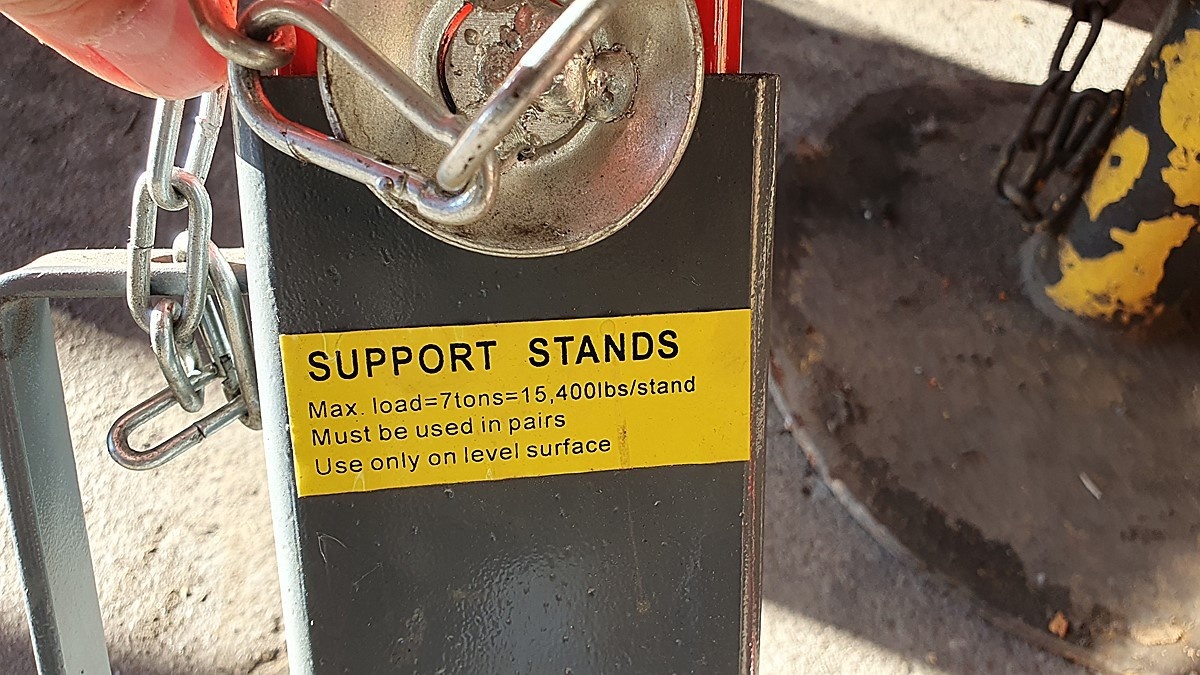 SUPPORT STANDS
Max. load=7tons=15,400lbs/stand
Must be used in pairs
Use only on level surface